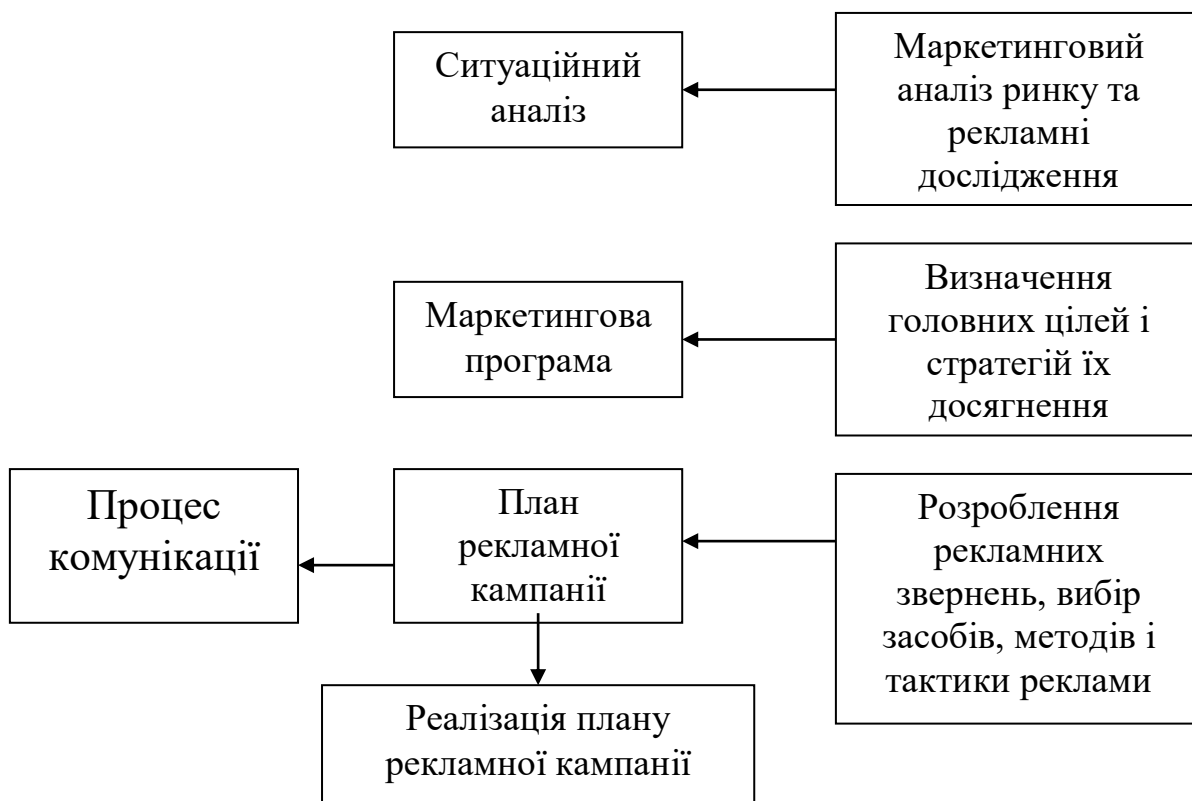 Ситуаційний
аналіз
Маркетинговий
аналіз ринку та
рекламні
дослідження
Маркетингова
програма
Визначення
головних цілей і
стратегій їх
досягнення
Процес
комунікації
План
рекламної
кампанії
Розроблення
рекламних
звернень, вибір
засобів, методів і
тактики реклами
Реалізація плану
рекламної кампанії